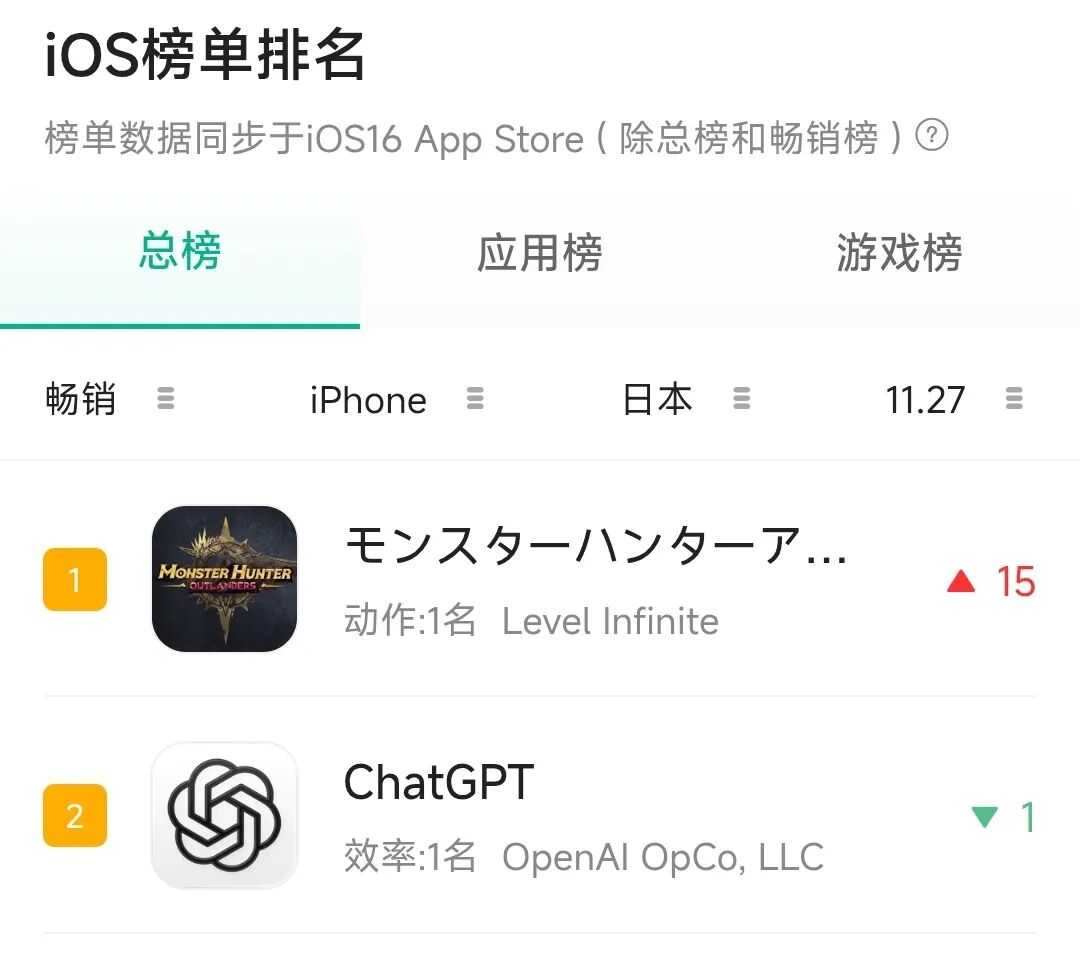 iOS榜单排名
榜单数据同步于iOS16 App Store ( 除总榜和畅销榜 ) ?
总榜 应用榜 游戏榜
畅销 iPhone 日本 11.27
1
MONSTER HUNTER
OUTLANDERS
モンスターハンターア...
動作:1名 Level Infinite
15
2
ChatGPT
效率:1名 OpenAI OpCo, LLC
1